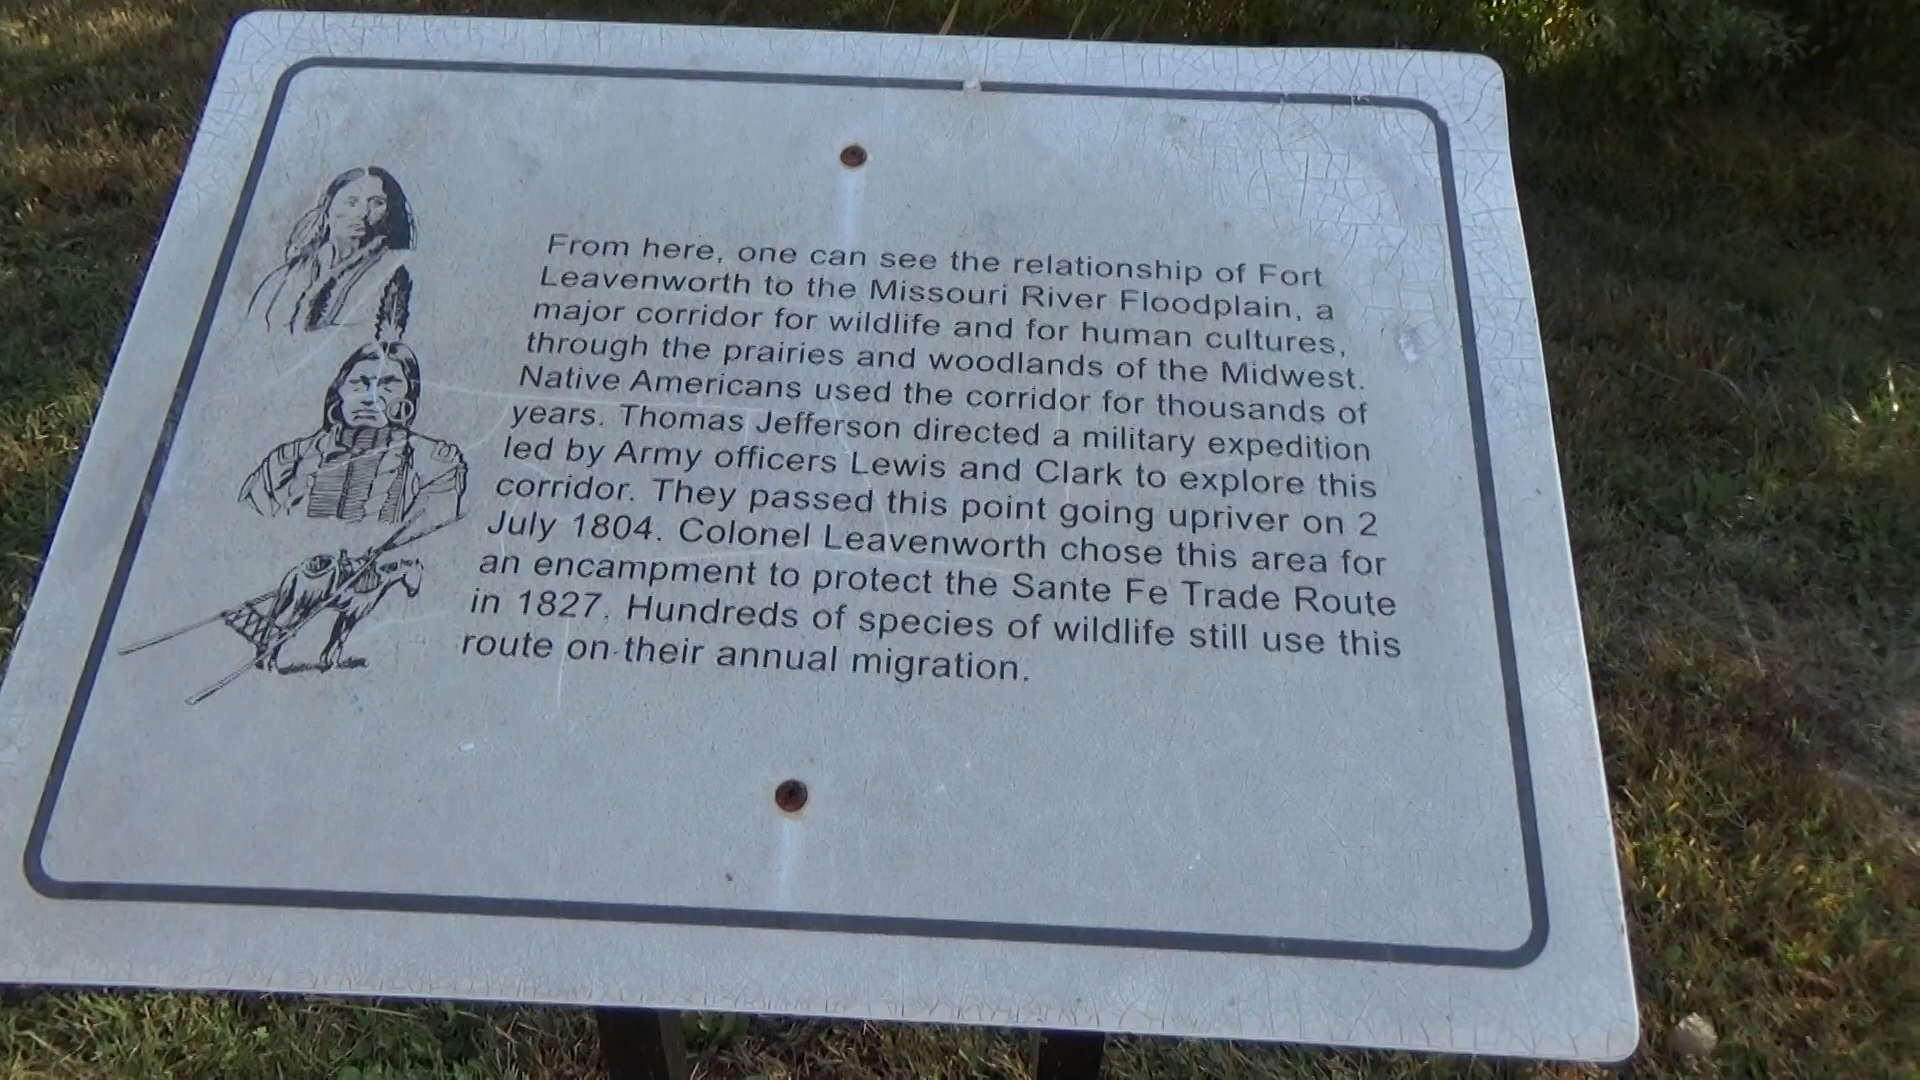 From here, one can see the relationship of Fort
Leavenworth to the Missouri River Floodplain, a
major corridor for wildlife and for human cultures,
through the prairies and woodlands of the Midwest.
Native Americans used the corridor for thousands of
years. Thomas Jefferson directed a military expedition
led by Army officers Lewis and Clark to explore this
corridor. They passed this point going upriver on 2
July 1804. Colonel Leavenworth chose this area for
an encampment to protect the Sante Fe Trade Route
in 1827. Hundreds of species of wildlife still use this
route on their annual migration.